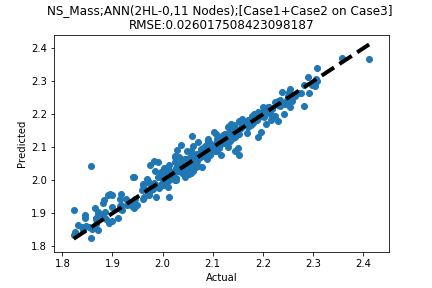 NS_Mass;ANN(2HL-0,11 Nodes);[Case1+Case2 on Case3]
RMSE:0.026017508423098187
2.4
2.3
2.2
2.1
2.0
1.9
1.8
Predicted
1.8 1.9 2.0 2.1 2.2 2.3 2.4
Actual